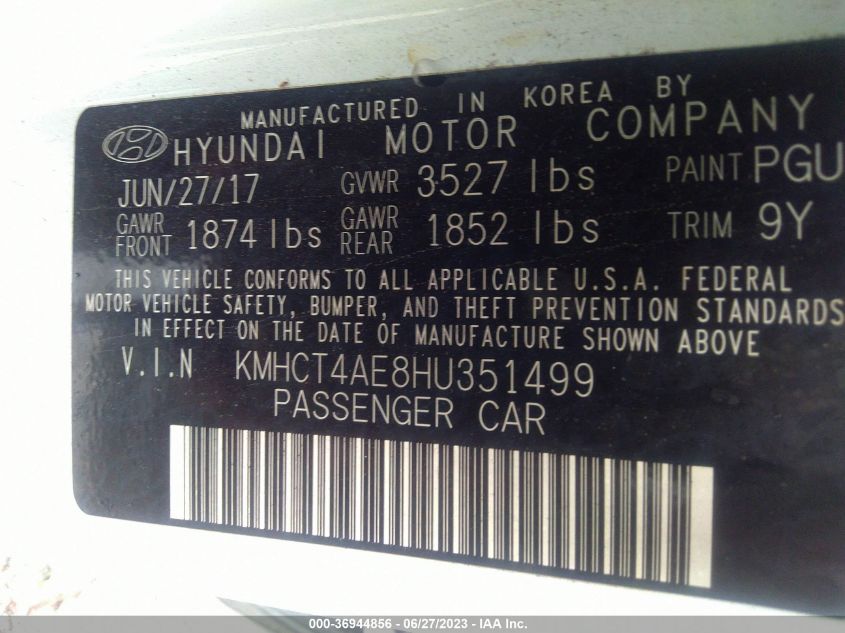 MANUFACTURED IN KOREA BY
HYUNDAI MOTOR COMPANY
JUN/27/17 GVWR 3527 lbs PAINT PGU
GAWR FRONT 1874 lbs GAWR REAR 1852 lbs TRIM 9Y
THIS VEHICLE CONFORMS TO ALL APPLICABLE U.S.A. FEDERAL
MOTOR VEHICLE SAFETY, BUMPER, AND THEFT PREVENTION STANDARDS
IN EFFECT ON THE DATE OF MANUFACTURE SHOWN ABOVE
V.I.N KMHCT4AE8HU351499
PASSENGER CAR
000-36944856 - 06/27/2023 - IAA Inc.